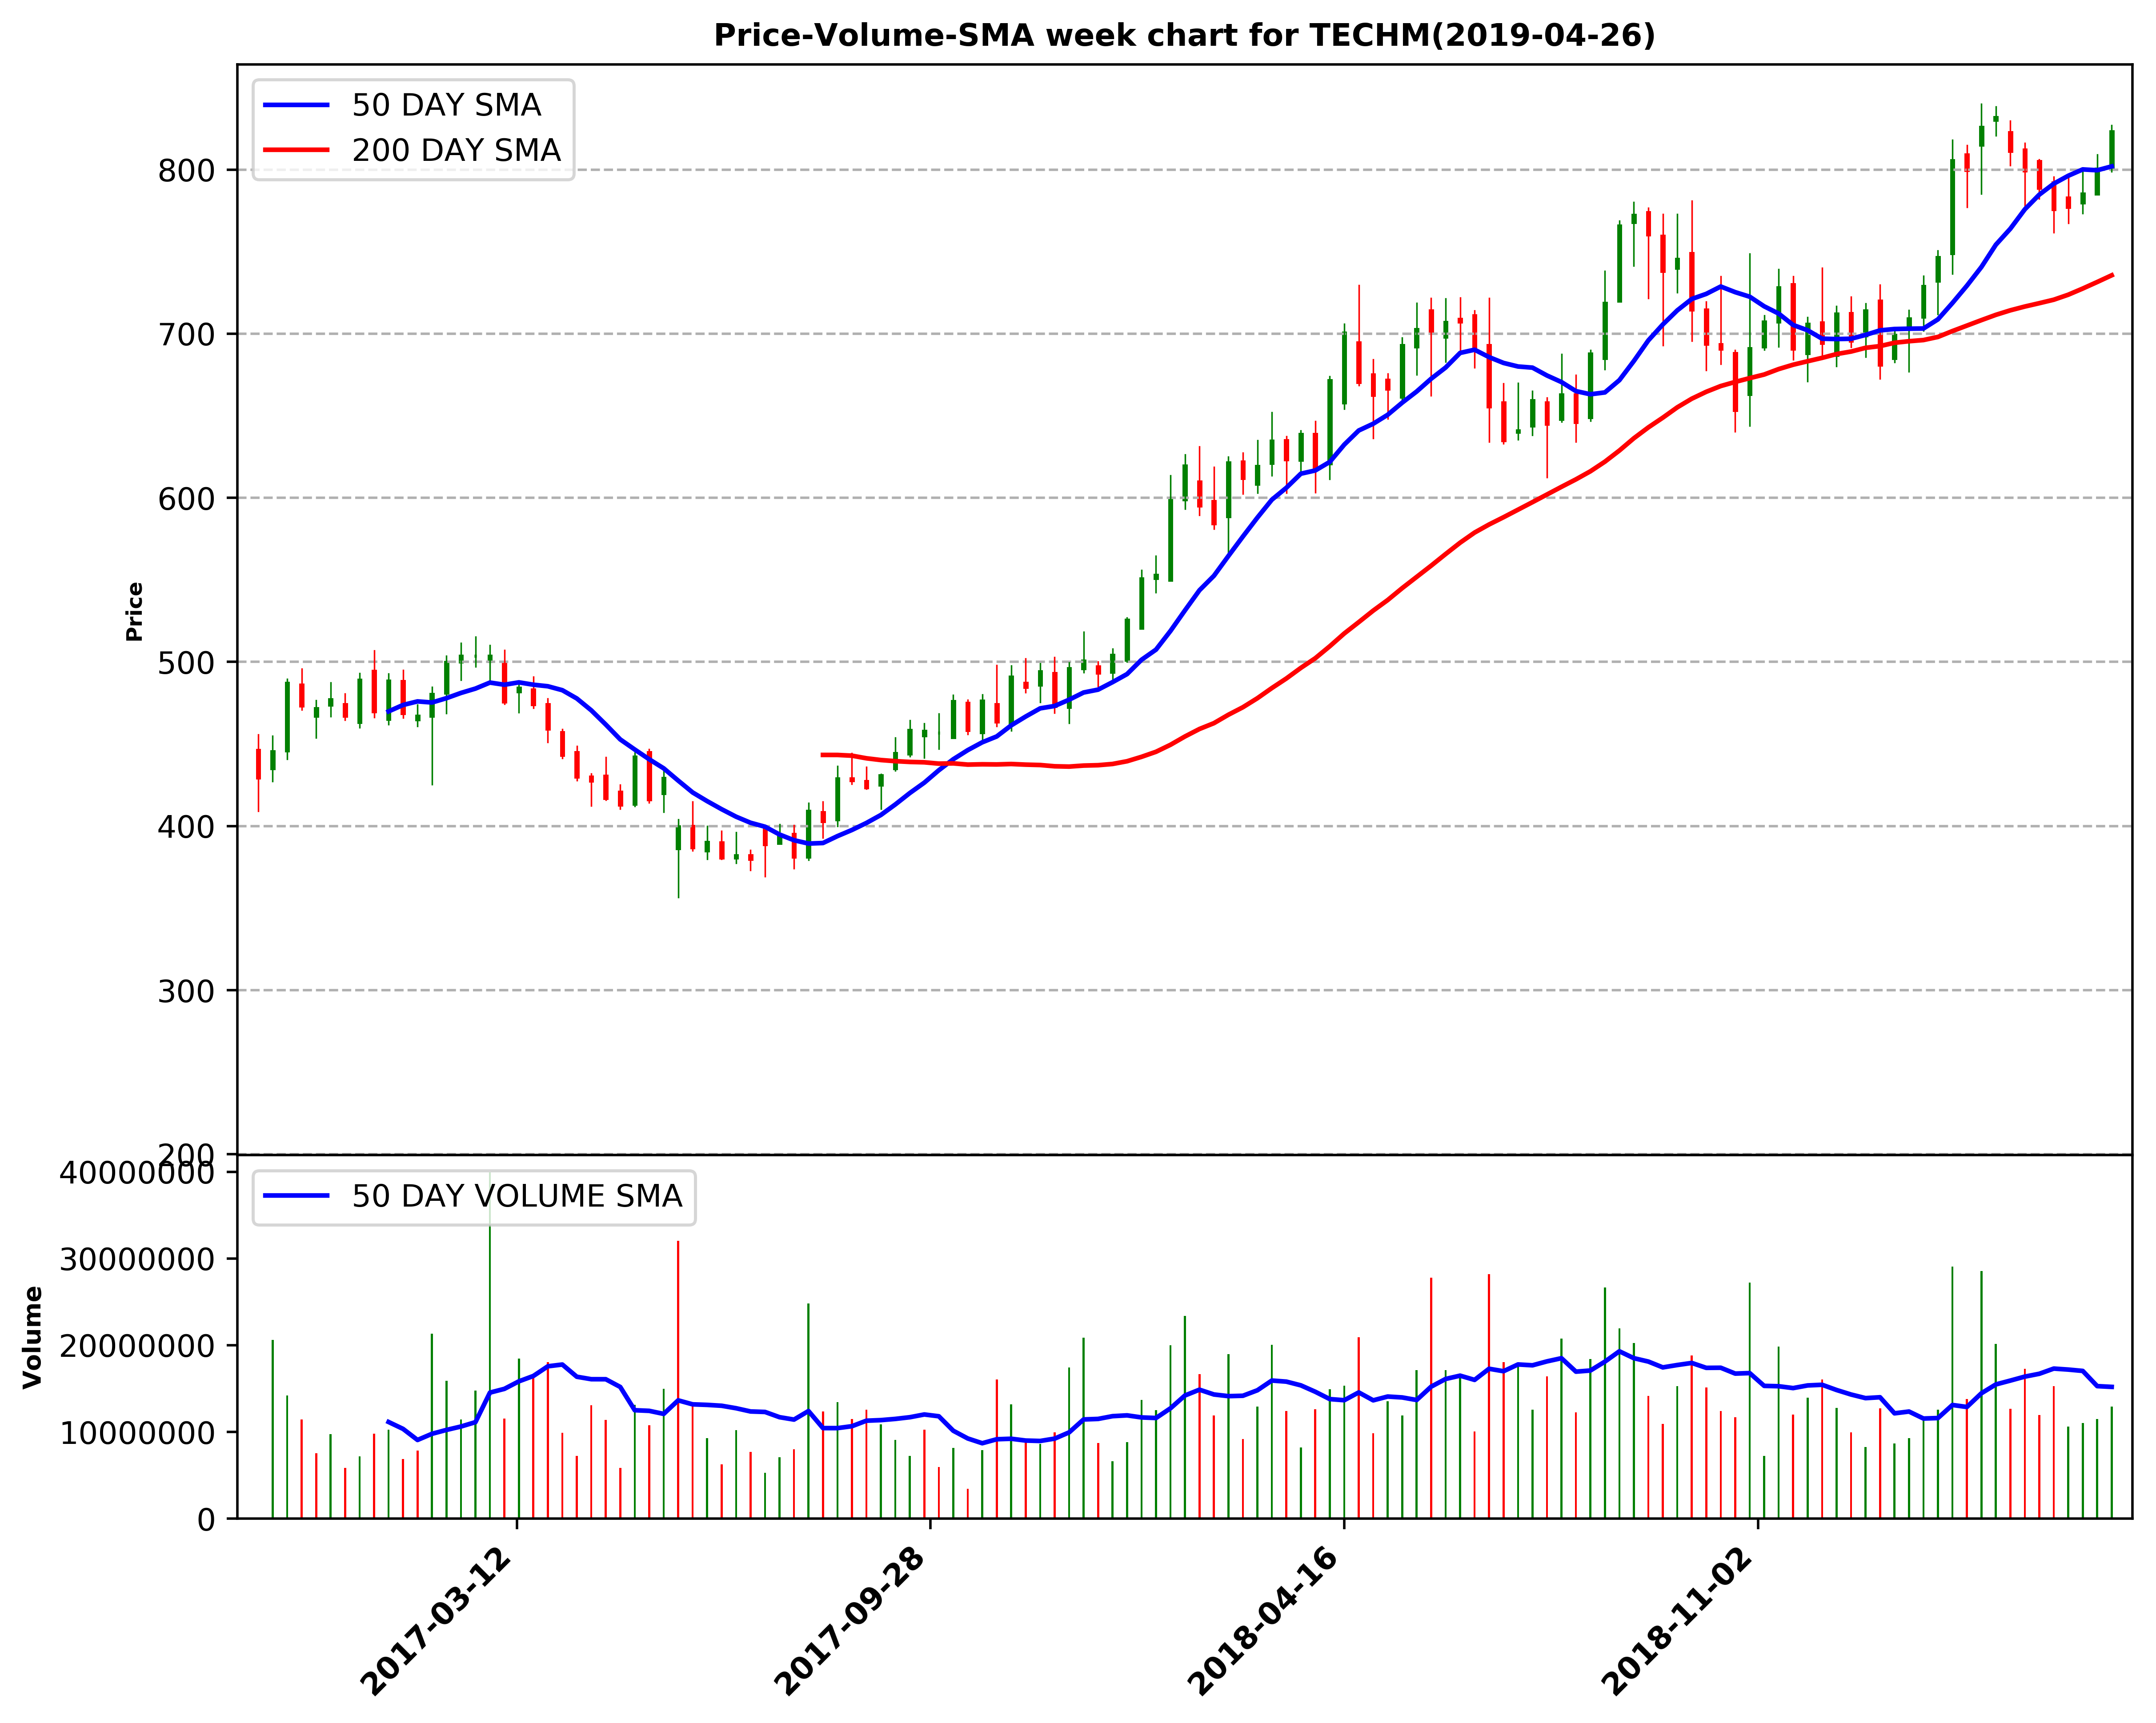 Price-Volume-SMA week chart for TECHM(2019-04-26)
50 DAY SMA
200 DAY SMA
800
700
600
500
400
300
200
Price
40000000
30000000
20000000
10000000
0
Volume
50 DAY VOLUME SMA
2017-03-12
2017-09-28
2018-04-16
2018-11-02